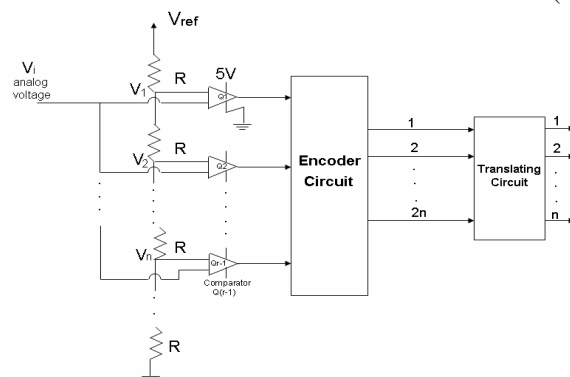 (
Vref
Vi
analog
voltage
R
5V
V1
Q1
R
V2
Q2
Encoder
Circuit
1
2
2n
Translating
Circuit
1
2
n
Vn
R
Qr-1
Comparator
Q(r-1)
R